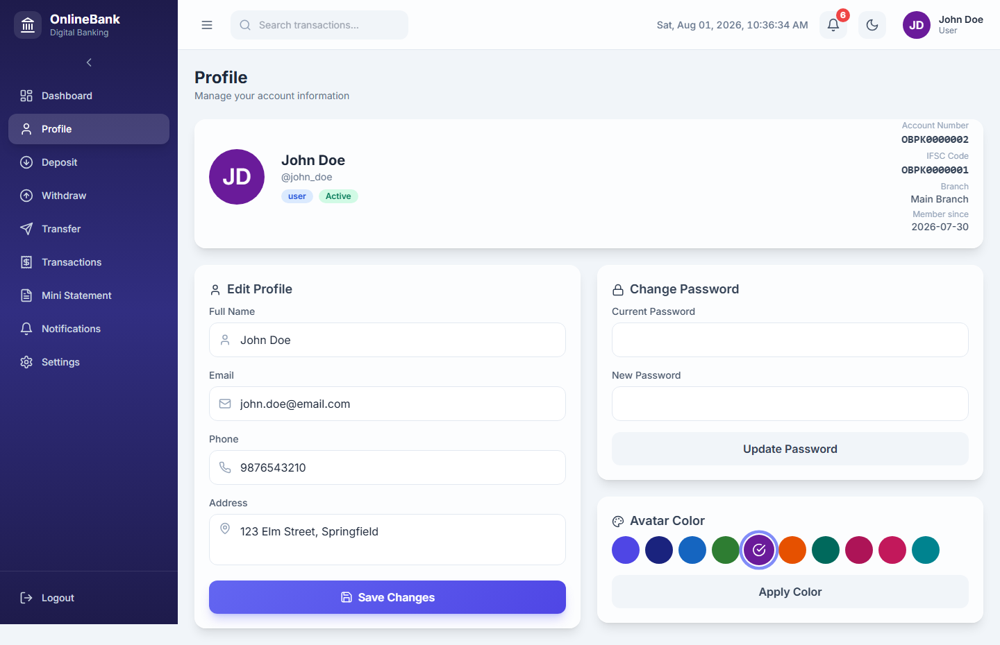 OnlineBank
Digital Banking
Dashboard
Profile
Deposit
Withdraw
Transfer
Transactions
Mini Statement
Notifications
Settings
Logout
Search transactions...
Sat, Aug 01, 2026, 10:36:34 AM
6
JD
John Doe
User
Profile
Manage your account information
JD
John Doe
@john_doe
user Active
Account Number
OBPK0000002
IFSC Code
OBPK0000001
Branch
Main Branch
Member since
2026-07-30
Edit Profile
Full Name
John Doe
Email
john.doe@email.com
Phone
9876543210
Address
123 Elm Street, Springfield
Save Changes
Change Password
Current Password
New Password
Update Password
Avatar Color
Apply Color